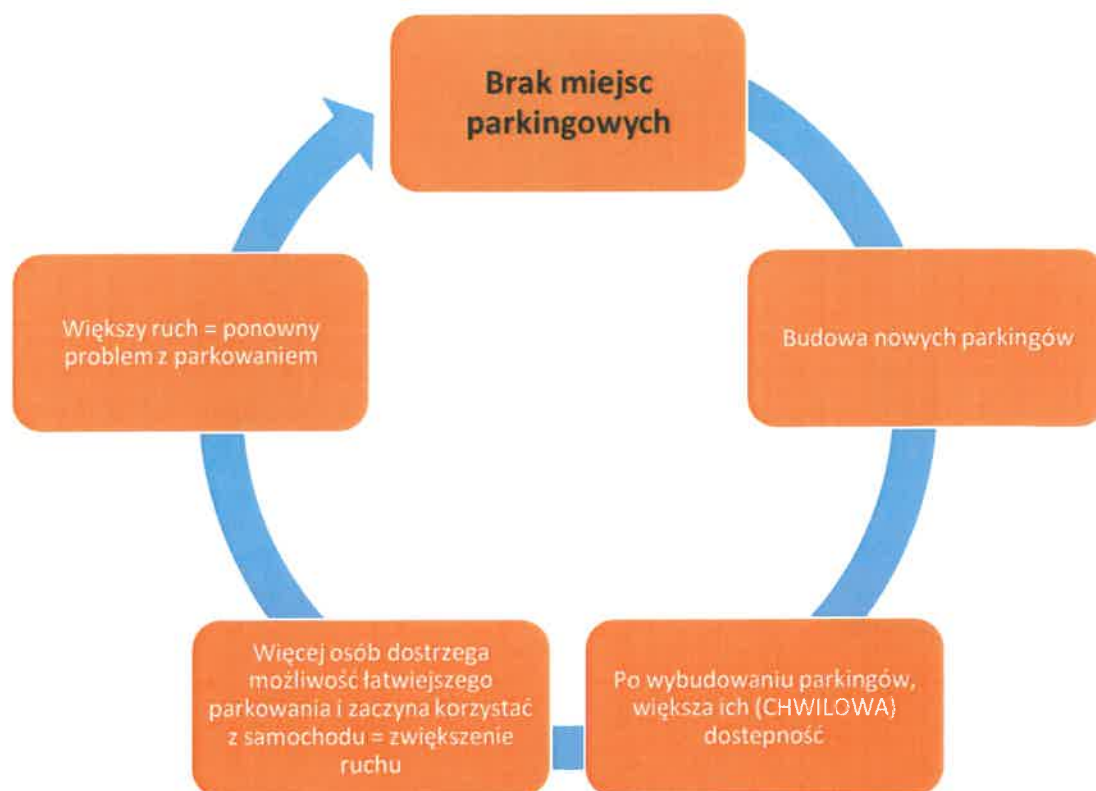 Brak miejsc
parkingowych
Budowa nowych parkingów
Po wybudowaniu parkingów,
większa ich (CHWILOWA)
dostepność
Więcej osób dostrzega
możliwość łatwiejszego
parkowania i zaczyna korzystać
z samochodu = zwiększenie
ruchu
Większy ruch = ponowny
problem z parkowaniem